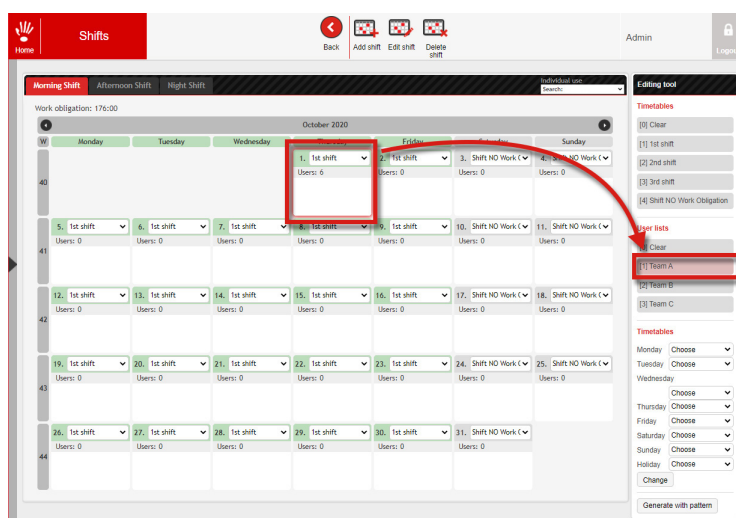 Home
Shifts
Back
Add shift
Edit shift
Delete shift
Admin
Logou
Morning Shift
Afternoon Shift
Night Shift
Individual use
Search:
Work obligation: 176:00
October 2020
W Monday Tuesday Wednesday Thursday Friday Saturday Sunday
40
1. 1st shift 2. 1st shift 3. Shift NO Work ( 4. Shift NO Work (
Users: 6 Users: 0 Users: 0 Users: 0
41
5. 1st shift 6. 1st shift 7. 1st shift 8. 1st shift 9. 1st shift 10. Shift NO Work ( 11. Shift NO Work (
Users: 0 Users: 0 Users: 0 Users: 0 Users: 0 Users: 0 Users: 0
42
12. 1st shift 13. 1st shift 14. 1st shift 15. 1st shift 16. 1st shift 17. Shift NO Work ( 18. Shift NO Work (
Users: 0 Users: 0 Users: 0 Users: 0 Users: 0 Users: 0 Users: 0
43
19. 1st shift 20. 1st shift 21. 1st shift 22. 1st shift 23. 1st shift 24. Shift NO Work ( 25. Shift NO Work (
Users: 0 Users: 0 Users: 0 Users: 0 Users: 0 Users: 0 Users: 0
44
26. 1st shift 27. 1st shift 28. 1st shift 29. 1st shift 30. 1st shift 31. Shift NO Work (
Users: 0 Users: 0 Users: 0 Users: 0 Users: 0 Users: 0
Editing tool
Timetables
[0] Clear
[1] 1st shift
[2] 2nd shift
[3] 3rd shift
[4] Shift NO Work Obligation
User lists
[0] Clear
[1] Team A
[2] Team B
[3] Team C
Timetables
Monday Choose
Tuesday Choose
Wednesday
Choose
Thursday Choose
Friday Choose
Saturday Choose
Sunday Choose
Holiday Choose
Change
Generate with pattern